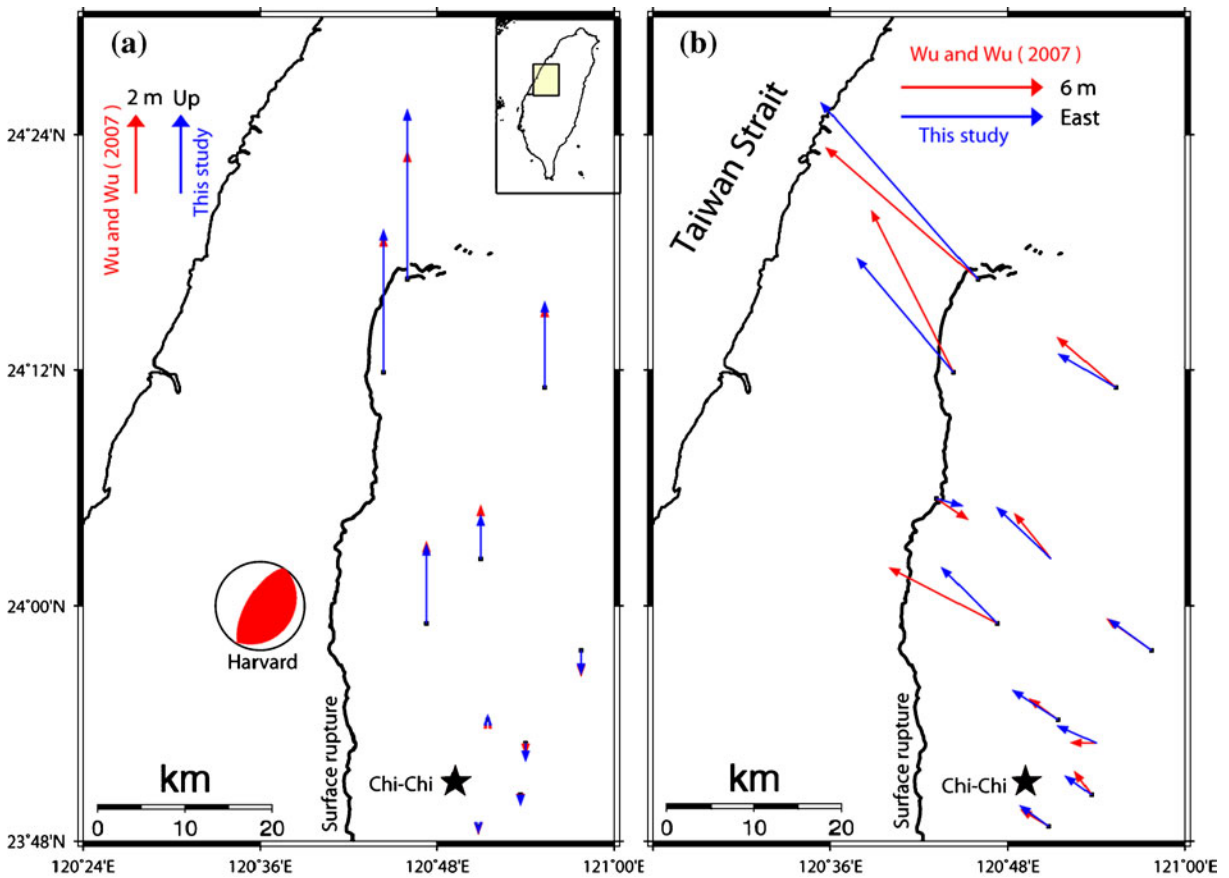 (a)
2 m Up
Wu and Wu ( 2007 )
This study
24°24'N
24°12'N
24°00'N
23°48'N
Harvard
Surface rupture
Chi-Chi
km
0 10 20
120°24'E 120°36'E 120°48'E 121°00'E
(b)
Taiwan Strait
Wu and Wu ( 2007 )
6 m
East
This study
Surface rupture
Chi-Chi
km
0 10 20
120°36'E 120°48'E 121°00'E